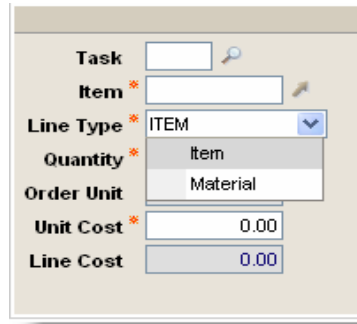 Task
Item *
Line Type * ITEM
Item
Quantity *
Material
Order Unit
Unit Cost * 0.00
Line Cost 0.00